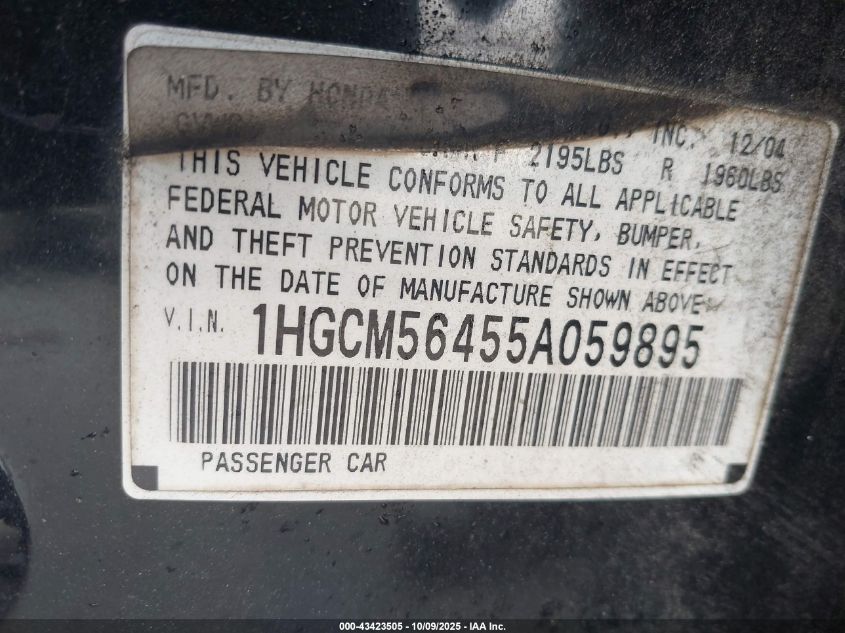 MFD. BY HONDA INC. 12/04
2195LBS R 1960LBS
THIS VEHICLE CONFORMS TO ALL APPLICABLE
FEDERAL MOTOR VEHICLE SAFETY, BUMPER,
AND THEFT PREVENTION STANDARDS IN EFFECT
ON THE DATE OF MANUFACTURE SHOWN ABOVE
V.I.N. 1HGCM56455A059895
PASSENGER CAR
000-43423505 - 10/09/2025 - IAA Inc.